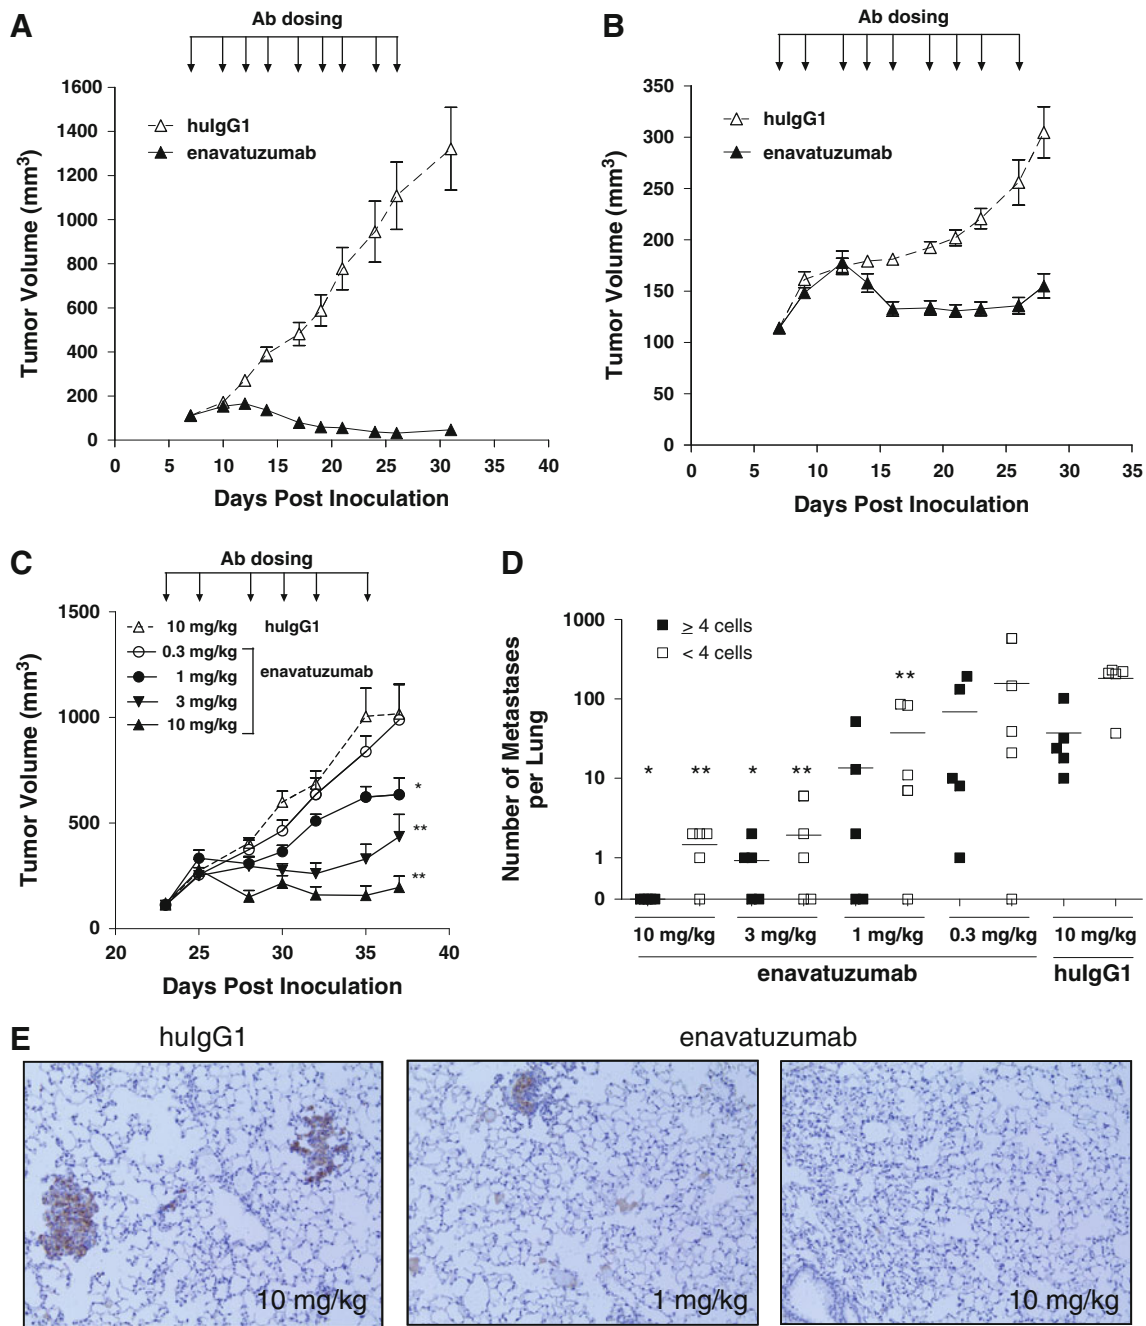 A
Ab dosing
1600
1400
1200
1000
800
600
400
200
0
Tumor Volume (mm3)
huIgG1
enavatuzumab
0 5 10 15 20 25 30 35 40
Days Post Inoculation
B
Ab dosing
350
300
250
200
150
100
50
0
Tumor Volume (mm3)
huIgG1
enavatuzumab
0 5 10 15 20 25 30 35
Days Post Inoculation
C
Ab dosing
1500
1000
500
0
Tumor Volume (mm3)
10 mg/kg huIgG1
0.3 mg/kg
1 mg/kg
3 mg/kg
10 mg/kg
enavatuzumab
*
**
**
20 25 30 35 40
Days Post Inoculation
D
1000
100
10
1
0
Number of Metastases
per Lung
≥ 4 cells
< 4 cells
* ** * ** **
10 mg/kg 3 mg/kg 1 mg/kg 0.3 mg/kg 10 mg/kg
enavatuzumab huIgG1
E
huIgG1 enavatuzumab
10 mg/kg 1 mg/kg 10 mg/kg